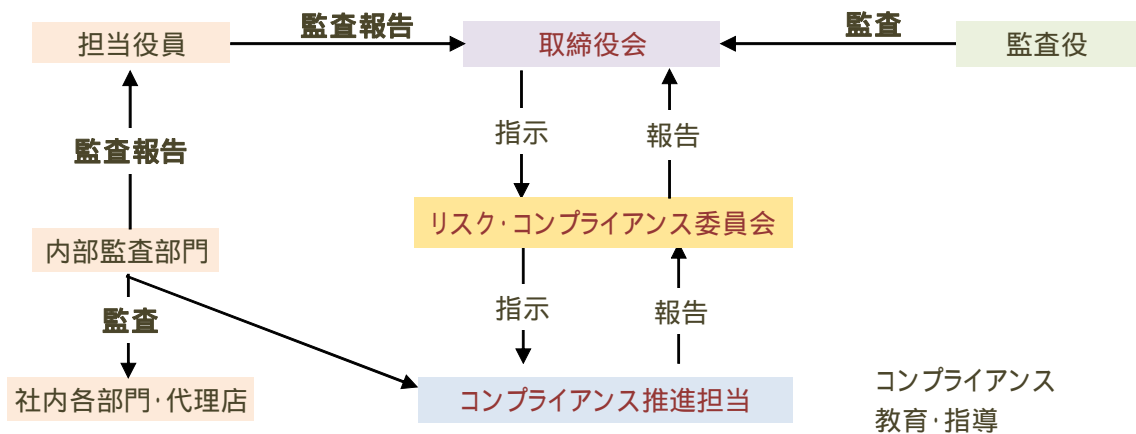 監査報告
監査
担当役員
取締役会
監査役
指示
報告
監査報告
リスク・コンプライアンス委員会
内部監査部門
指示
報告
監査
コンプライアンス
社内各部門・代理店
コンプライアンス推進担当
教育・指導